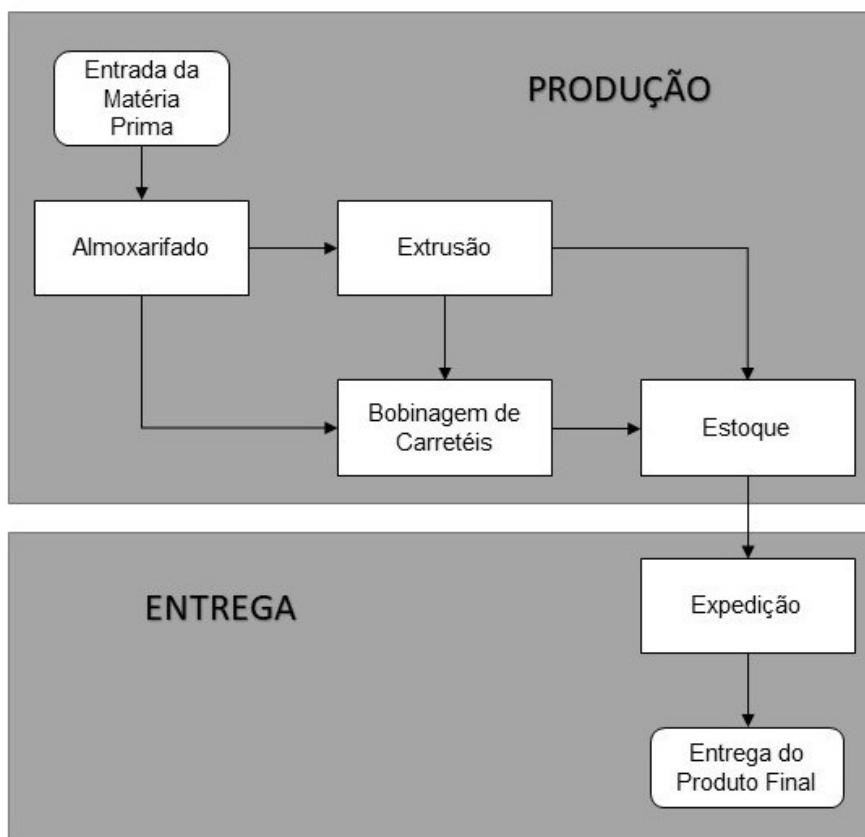 Entrada da
Matéria
Prima
PRODUÇÃO
Almoxarifado
Extrusão
Bobinagem de
Carretéis
Estoque
ENTREGA
Expedição
Entrega do
Produto Final